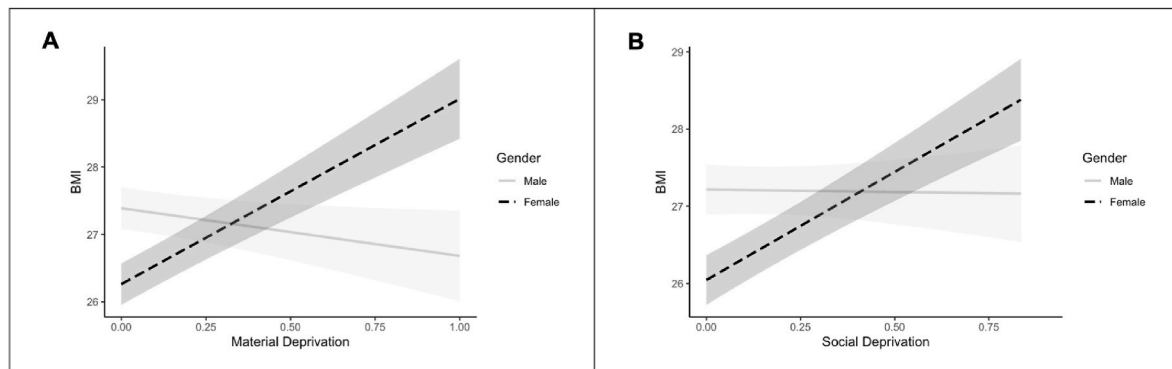 A
BMI
29
28
27
26
0.00 0.25 0.50 0.75 1.00
Material Deprivation
Gender
Male
Female
B
BMI
29
28
27
26
0.00 0.25 0.50 0.75
Social Deprivation
Gender
Male
Female